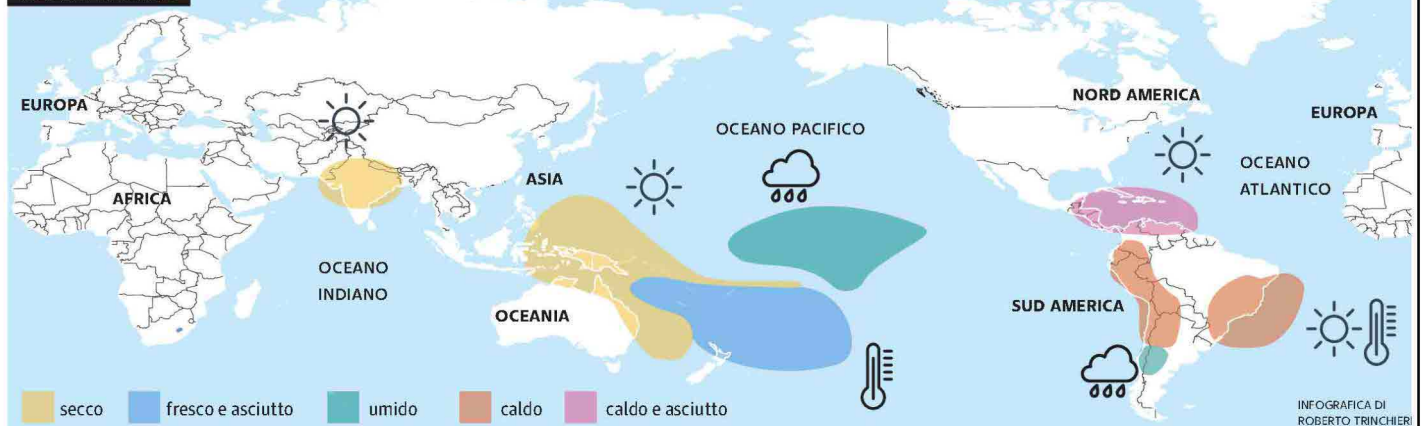 EUROPA
AFRICA
ASIA
OCEANO
INDIANO
OCEANIA
OCEANO PACIFICO
NORD AMERICA
SUD AMERICA
EUROPA
OCEANO
ATLANTICO
secco
fresco e asciutto
umido
caldo
caldo e asciutto
INFOGRAFICA DI
ROBERTO TRINCHIERI